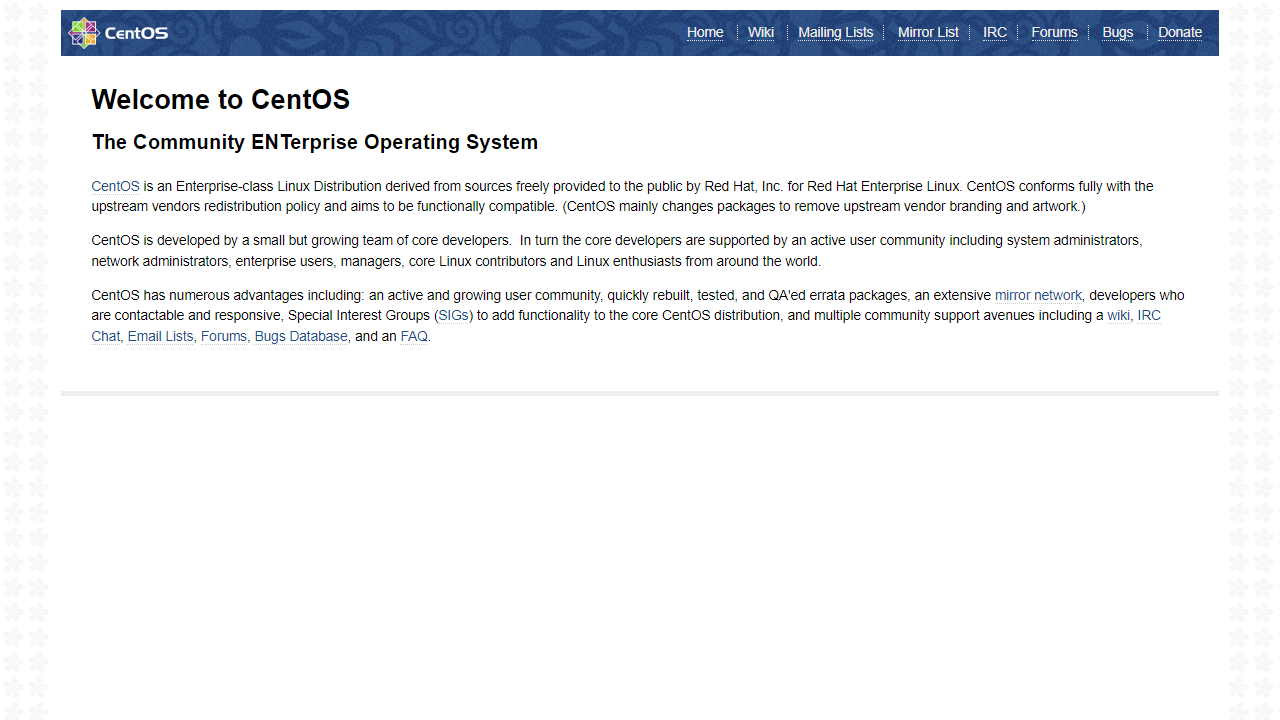 CentOS
Home Wiki Mailing Lists Mirror List IRC Forums Bugs Donate
Welcome to CentOS
The Community ENTerprise Operating System
CentOS is an Enterprise-class Linux Distribution derived from sources freely provided to the public by Red Hat, Inc. for Red Hat Enterprise Linux. CentOS conforms fully with the
upstream vendors redistribution policy and aims to be functionally compatible. (CentOS mainly changes packages to remove upstream vendor branding and artwork.)
CentOS is developed by a small but growing team of core developers.  In turn the core developers are supported by an active user community including system administrators,
network administrators, enterprise users, managers, core Linux contributors and Linux enthusiasts from around the world.
CentOS has numerous advantages including: an active and growing user community, quickly rebuilt, tested, and QA'ed errata packages, an extensive mirror network, developers who
are contactable and responsive, Special Interest Groups (SIGs) to add functionality to the core CentOS distribution, and multiple community support avenues including a wiki, IRC
Chat, Email Lists, Forums, Bugs Database, and an FAQ.